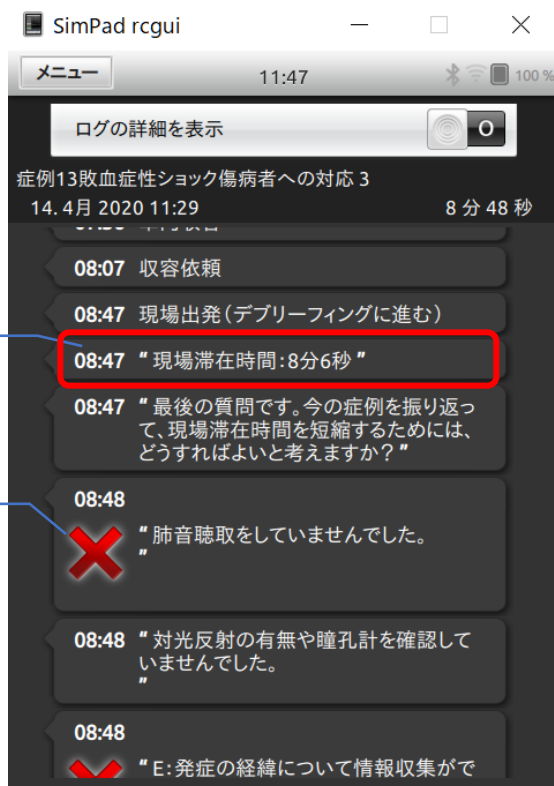 SimPad rcgui
メニュー
11:47
100 %
ログの詳細を表示
O
症例13敗血症性ショック傷病者への対応 3
14. 4月 2020 11:29
8 分 48 秒
08:07 収容依頼
08:47 現場出発（デブリーフィングに進む）
08:47 “ 現場滞在時間：8分6秒 ”
08:47 “ 最後の質問です。今の症例を振り返っ
て、現場滞在時間を短縮するためには、
どうすればよいと考えますか？ ”
08:48
“ 肺音聴取をしていませんでした。
”
08:48 “ 対光反射の有無や瞳孔計を確認して
いませんでした。
”
08:48
“ E：発症の経緯について情報収集がで